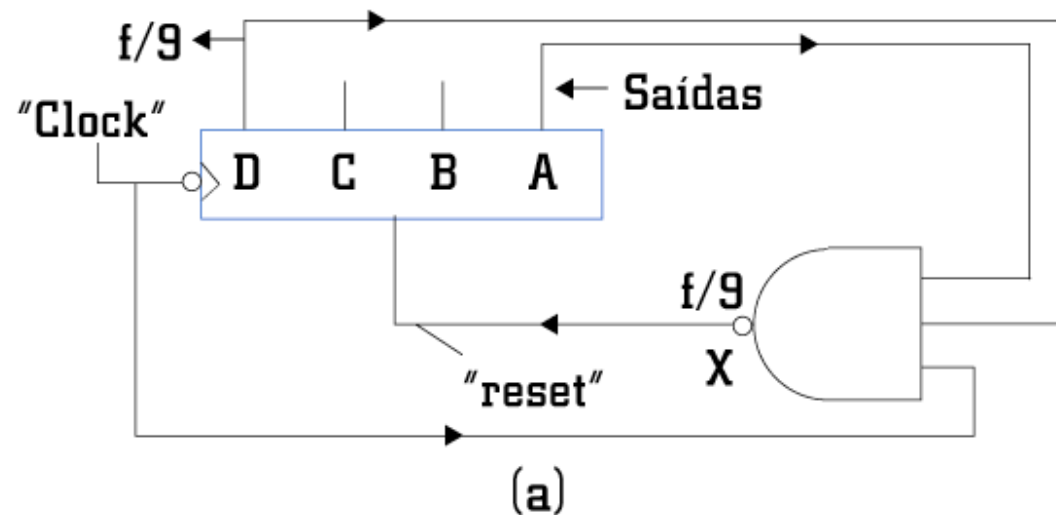 f/9
"Clock"
Saídas
D C B A
f/9
X
"reset"
(a)